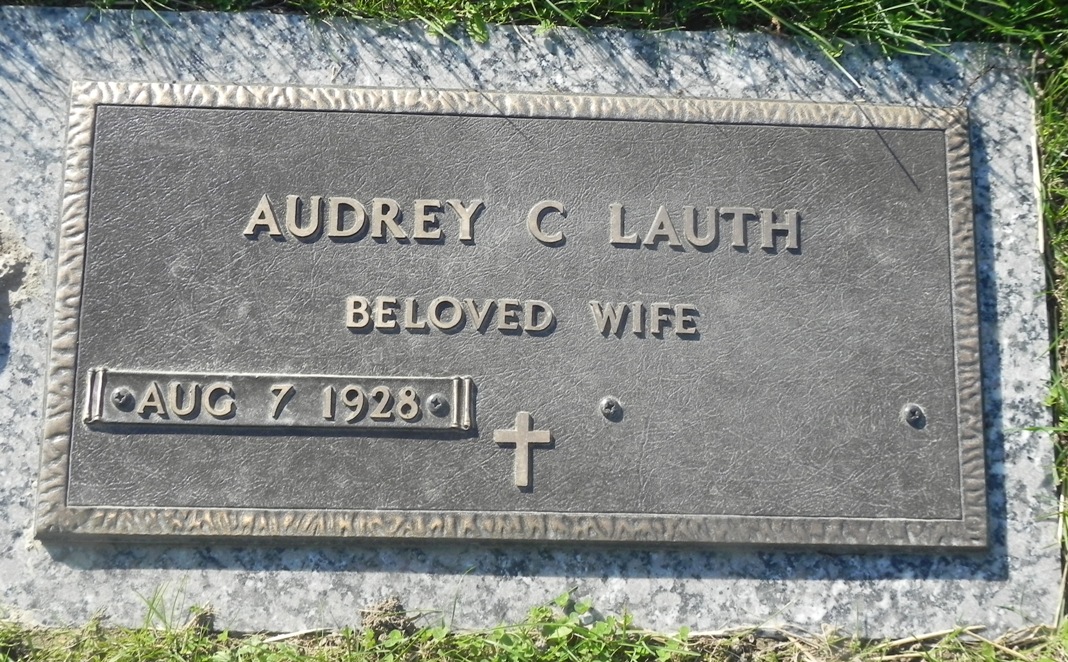 AUDREY C LAUTH
BELOVED WIFE
AUG 7 1928